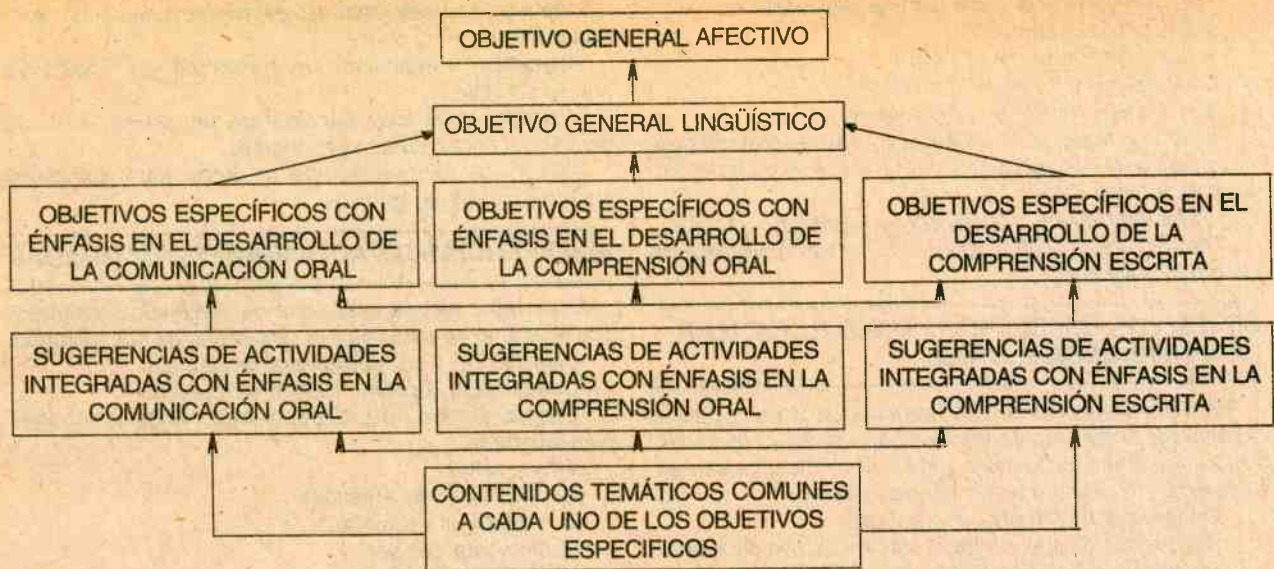 OBJETIVO GENERAL AFECTIVO
OBJETIVO GENERAL LINGÜÍSTICO
OBJETIVOS ESPECÍFICOS CON
ÉNFASIS EN EL DESARROLLO DE
LA COMUNICACIÓN ORAL
OBJETIVOS ESPECÍFICOS CON
ÉNFASIS EN EL DESARROLLO DE
LA COMPRENSIÓN ORAL
OBJETIVOS ESPECÍFICOS EN EL
DESARROLLO DE LA
COMPRENSIÓN ESCRITA
SUGERENCIAS DE ACTIVIDADES
INTEGRADAS CON ÉNFASIS EN LA
COMUNICACIÓN ORAL
SUGERENCIAS DE ACTIVIDADES
INTEGRADAS CON ÉNFASIS EN LA
COMPRENSIÓN ORAL
SUGERENCIAS DE ACTIVIDADES
INTEGRADAS CON ÉNFASIS EN LA
COMPRENSIÓN ESCRITA
CONTENIDOS TEMÁTICOS COMUNES
A CADA UNO DE LOS OBJETIVOS
ESPECIFICOS